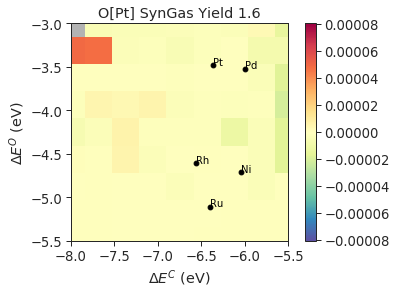 O[Pt] SynGas Yield 1.6
−3.0
−3.5
−4.0
−4.5
−5.0
−5.5
ΔE^O (eV)
Pt
Pd
Rh
Ni
Ru
−8.0 −7.5 −7.0 −6.5 −6.0 −5.5
ΔE^C (eV)
0.00008
0.00006
0.00004
0.00002
0.00000
−0.00002
−0.00004
−0.00006
−0.00008